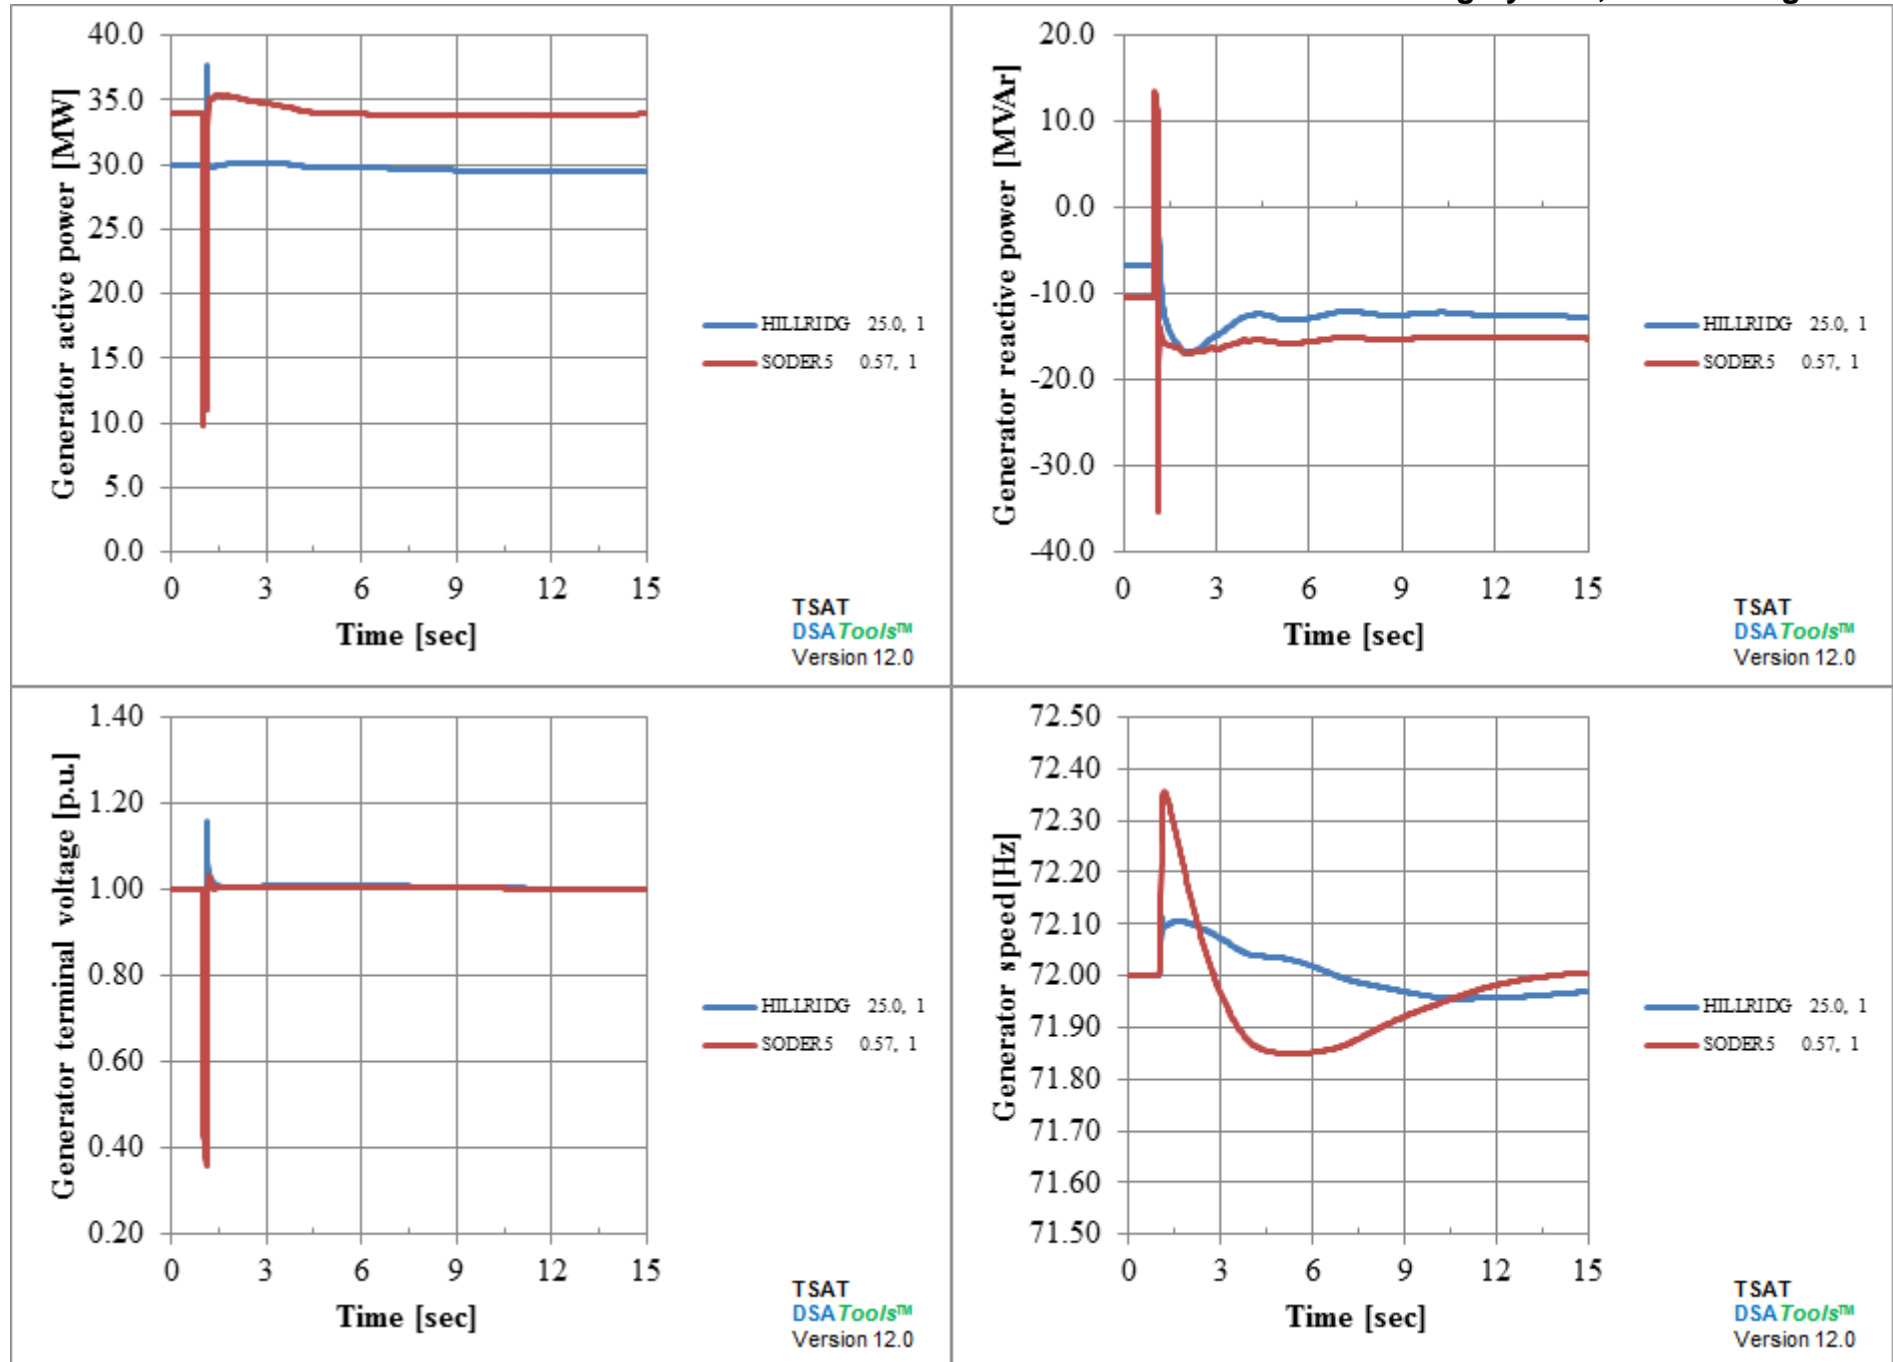 40.0
35.0
30.0
25.0
20.0
15.0
10.0
5.0
0.0
Generator active power [MW]
0 3 6 9 12 15
Time [sec]
HILLRIDG 25.0, 1
SODER5 0.57, 1
TSAT
DSATools™
Version 12.0
20.0
10.0
0.0
-10.0
-20.0
-30.0
-40.0
Generator reactive power [MVAr]
0 3 6 9 12 15
Time [sec]
HILLRIDG 25.0, 1
SODER5 0.57, 1
TSAT
DSATools™
Version 12.0
1.40
1.20
1.00
0.80
0.60
0.40
0.20
Generator terminal voltage [p.u.]
0 3 6 9 12 15
Time [sec]
HILLRIDG 25.0, 1
SODER5 0.57, 1
TSAT
DSATools™
Version 12.0
72.50
72.40
72.30
72.20
72.10
72.00
71.90
71.80
71.70
71.60
71.50
Generator speed[Hz]
0 3 6 9 12 15
Time [sec]
HILLRIDG 25.0, 1
SODER5 0.57, 1
TSAT
DSATools™
Version 12.0